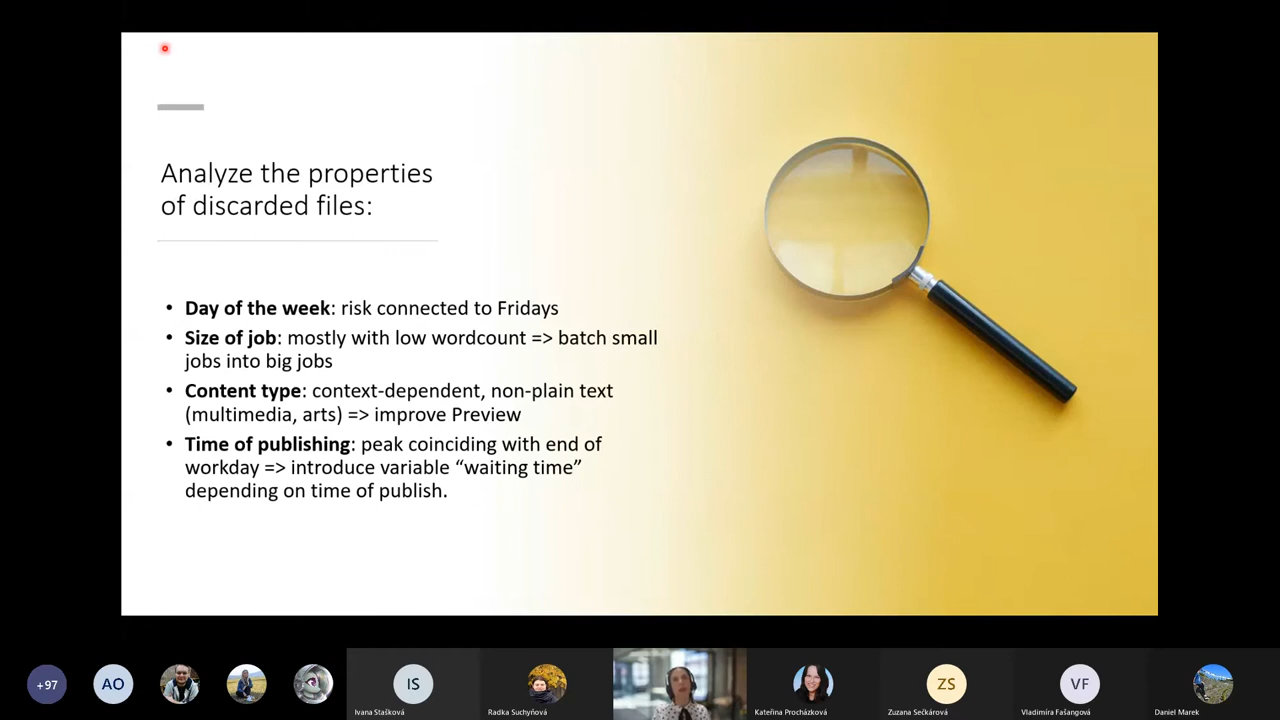 Analyze the properties
of discarded files:
• Day of the week: risk connected to Fridays
• Size of job: mostly with low wordcount => batch small
jobs into big jobs
• Content type: context-dependent, non-plain text
(multimedia, arts) => improve Preview
• Time of publishing: peak coinciding with end of
workday => introduce variable “waiting time”
depending on time of publish.
+97
AO
IS
ZS
VF
Ivana Stašková
Radka Suchyňová
Kateřina Procházková
Zuzana Sečkárová
Vladimíra Fašangová
Daniel Marek